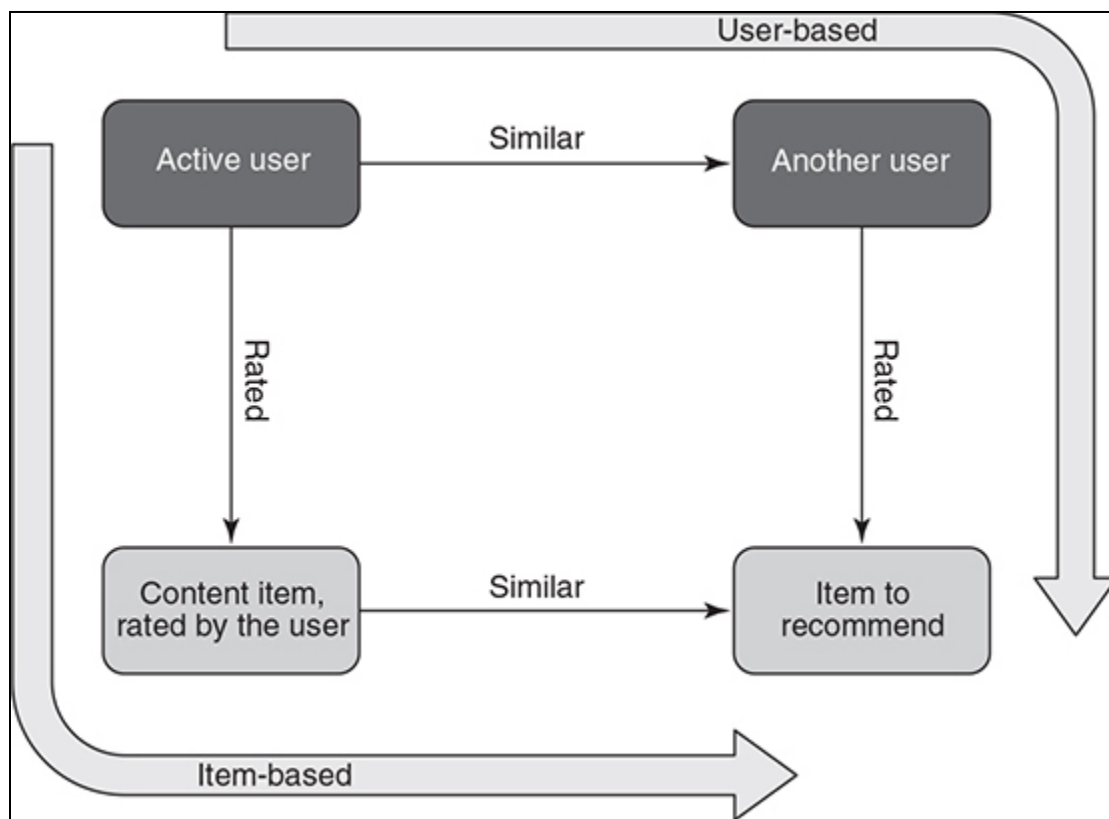 User-based
Active user
Similar
Another user
Rated
Rated
Content item,
rated by the user
Similar
Item to
recommend
Item-based